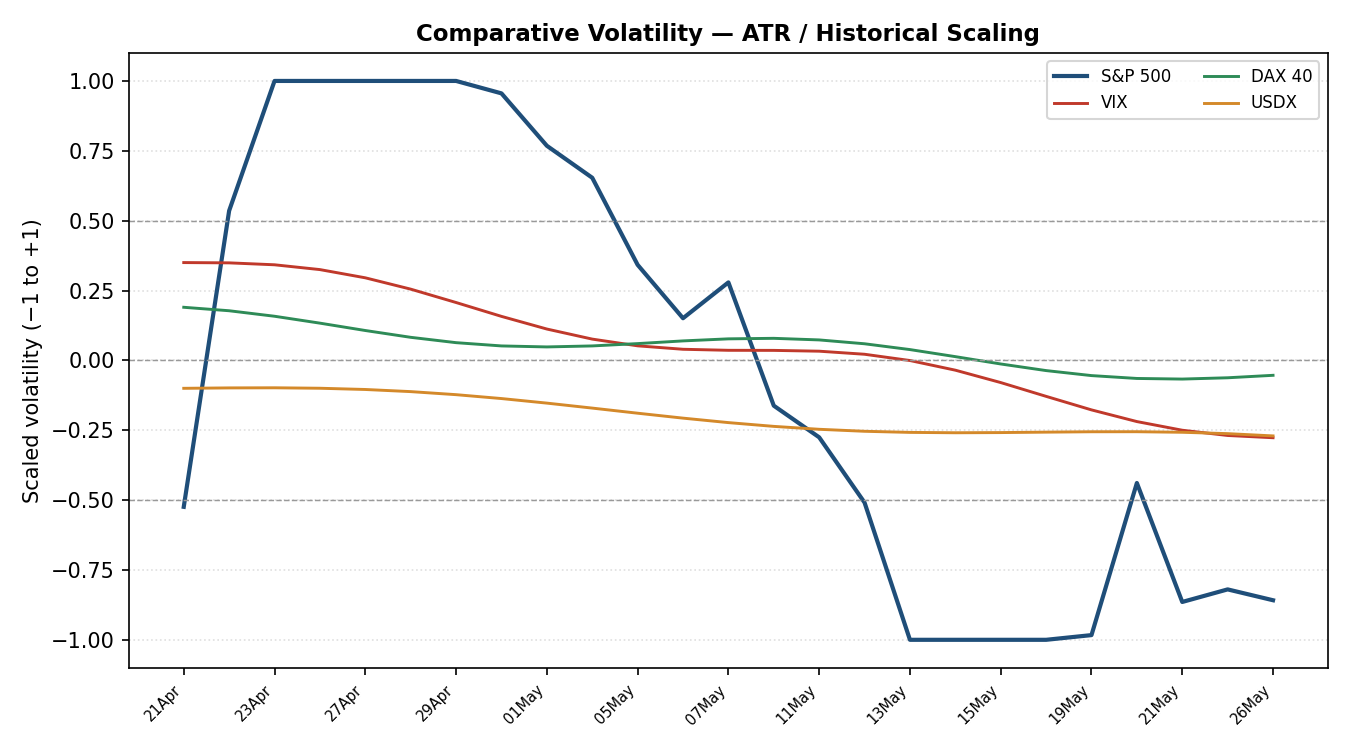 Comparative Volatility — ATR / Historical Scaling
S&P 500
VIX
DAX 40
USDX
Scaled volatility (−1 to +1)
1.00
0.75
0.50
0.25
0.00
−0.25
−0.50
−0.75
−1.00
21Apr
23Apr
27Apr
29Apr
01May
05May
07May
11May
13May
15May
19May
21May
26May